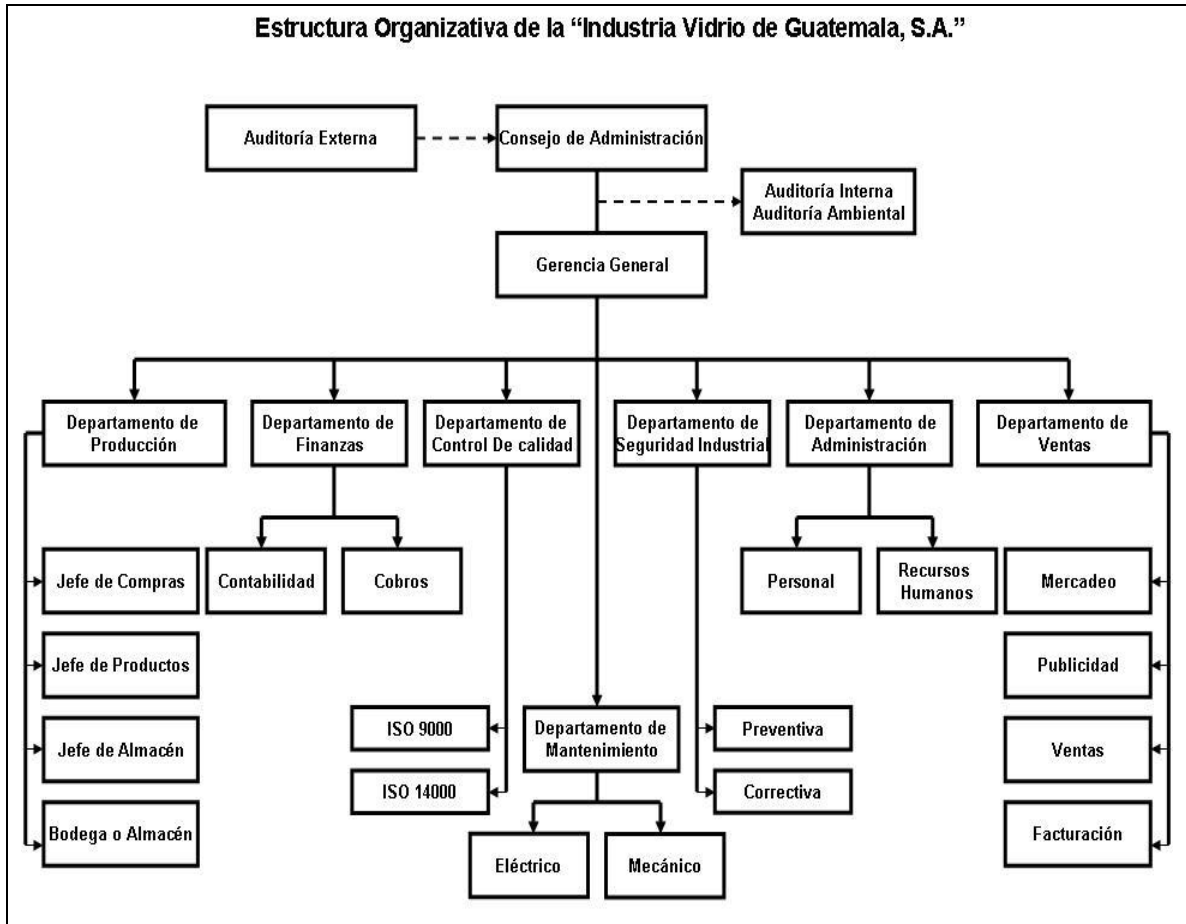 Estructura Organizativa de la “Industria Vidrio de Guatemala, S.A.”
Auditoría Externa
Consejo de Administración
Auditoría Interna
Auditoría Ambiental
Gerencia General
Departamento de
Producción
Departamento de
Finanzas
Departamento de
Control De calidad
Departamento de
Seguridad Industrial
Departamento de
Administración
Departamento de
Ventas
Jefe de Compras
Contabilidad
Cobros
Personal
Recursos
Humanos
Mercadeo
Jefe de Productos
Publicidad
ISO 9000
Departamento de
Mantenimiento
Preventiva
Jefe de Almacén
Ventas
ISO 14000
Correctiva
Bodega o Almacén
Eléctrico
Mecánico
Facturación